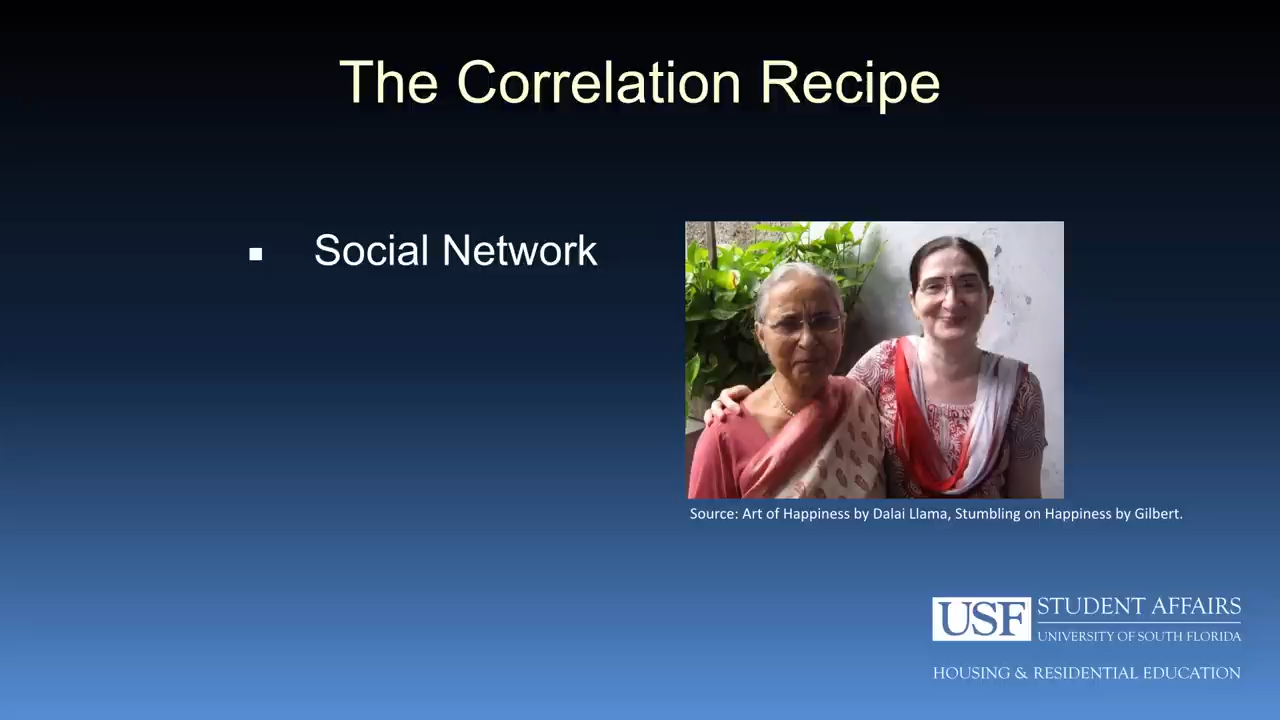 The Correlation Recipe
▪ Social Network
Source: Art of Happiness by Dalai Llama, Stumbling on Happiness by Gilbert.
USF STUDENT AFFAIRS
UNIVERSITY OF SOUTH FLORIDA
HOUSING & RESIDENTIAL EDUCATION